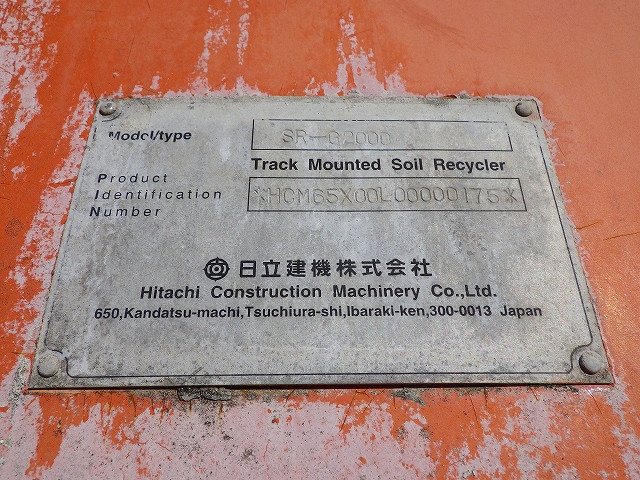 Model/type SR-G2000
Track Mounted Soil Recycler
Product
Identification *HCM65X00L00000175*
Number
日立建機株式会社
Hitachi Construction Machinery Co.,Ltd.
650,Kandatsu-machi,Tsuchiura-shi,Ibaraki-ken,300-0013 Japan